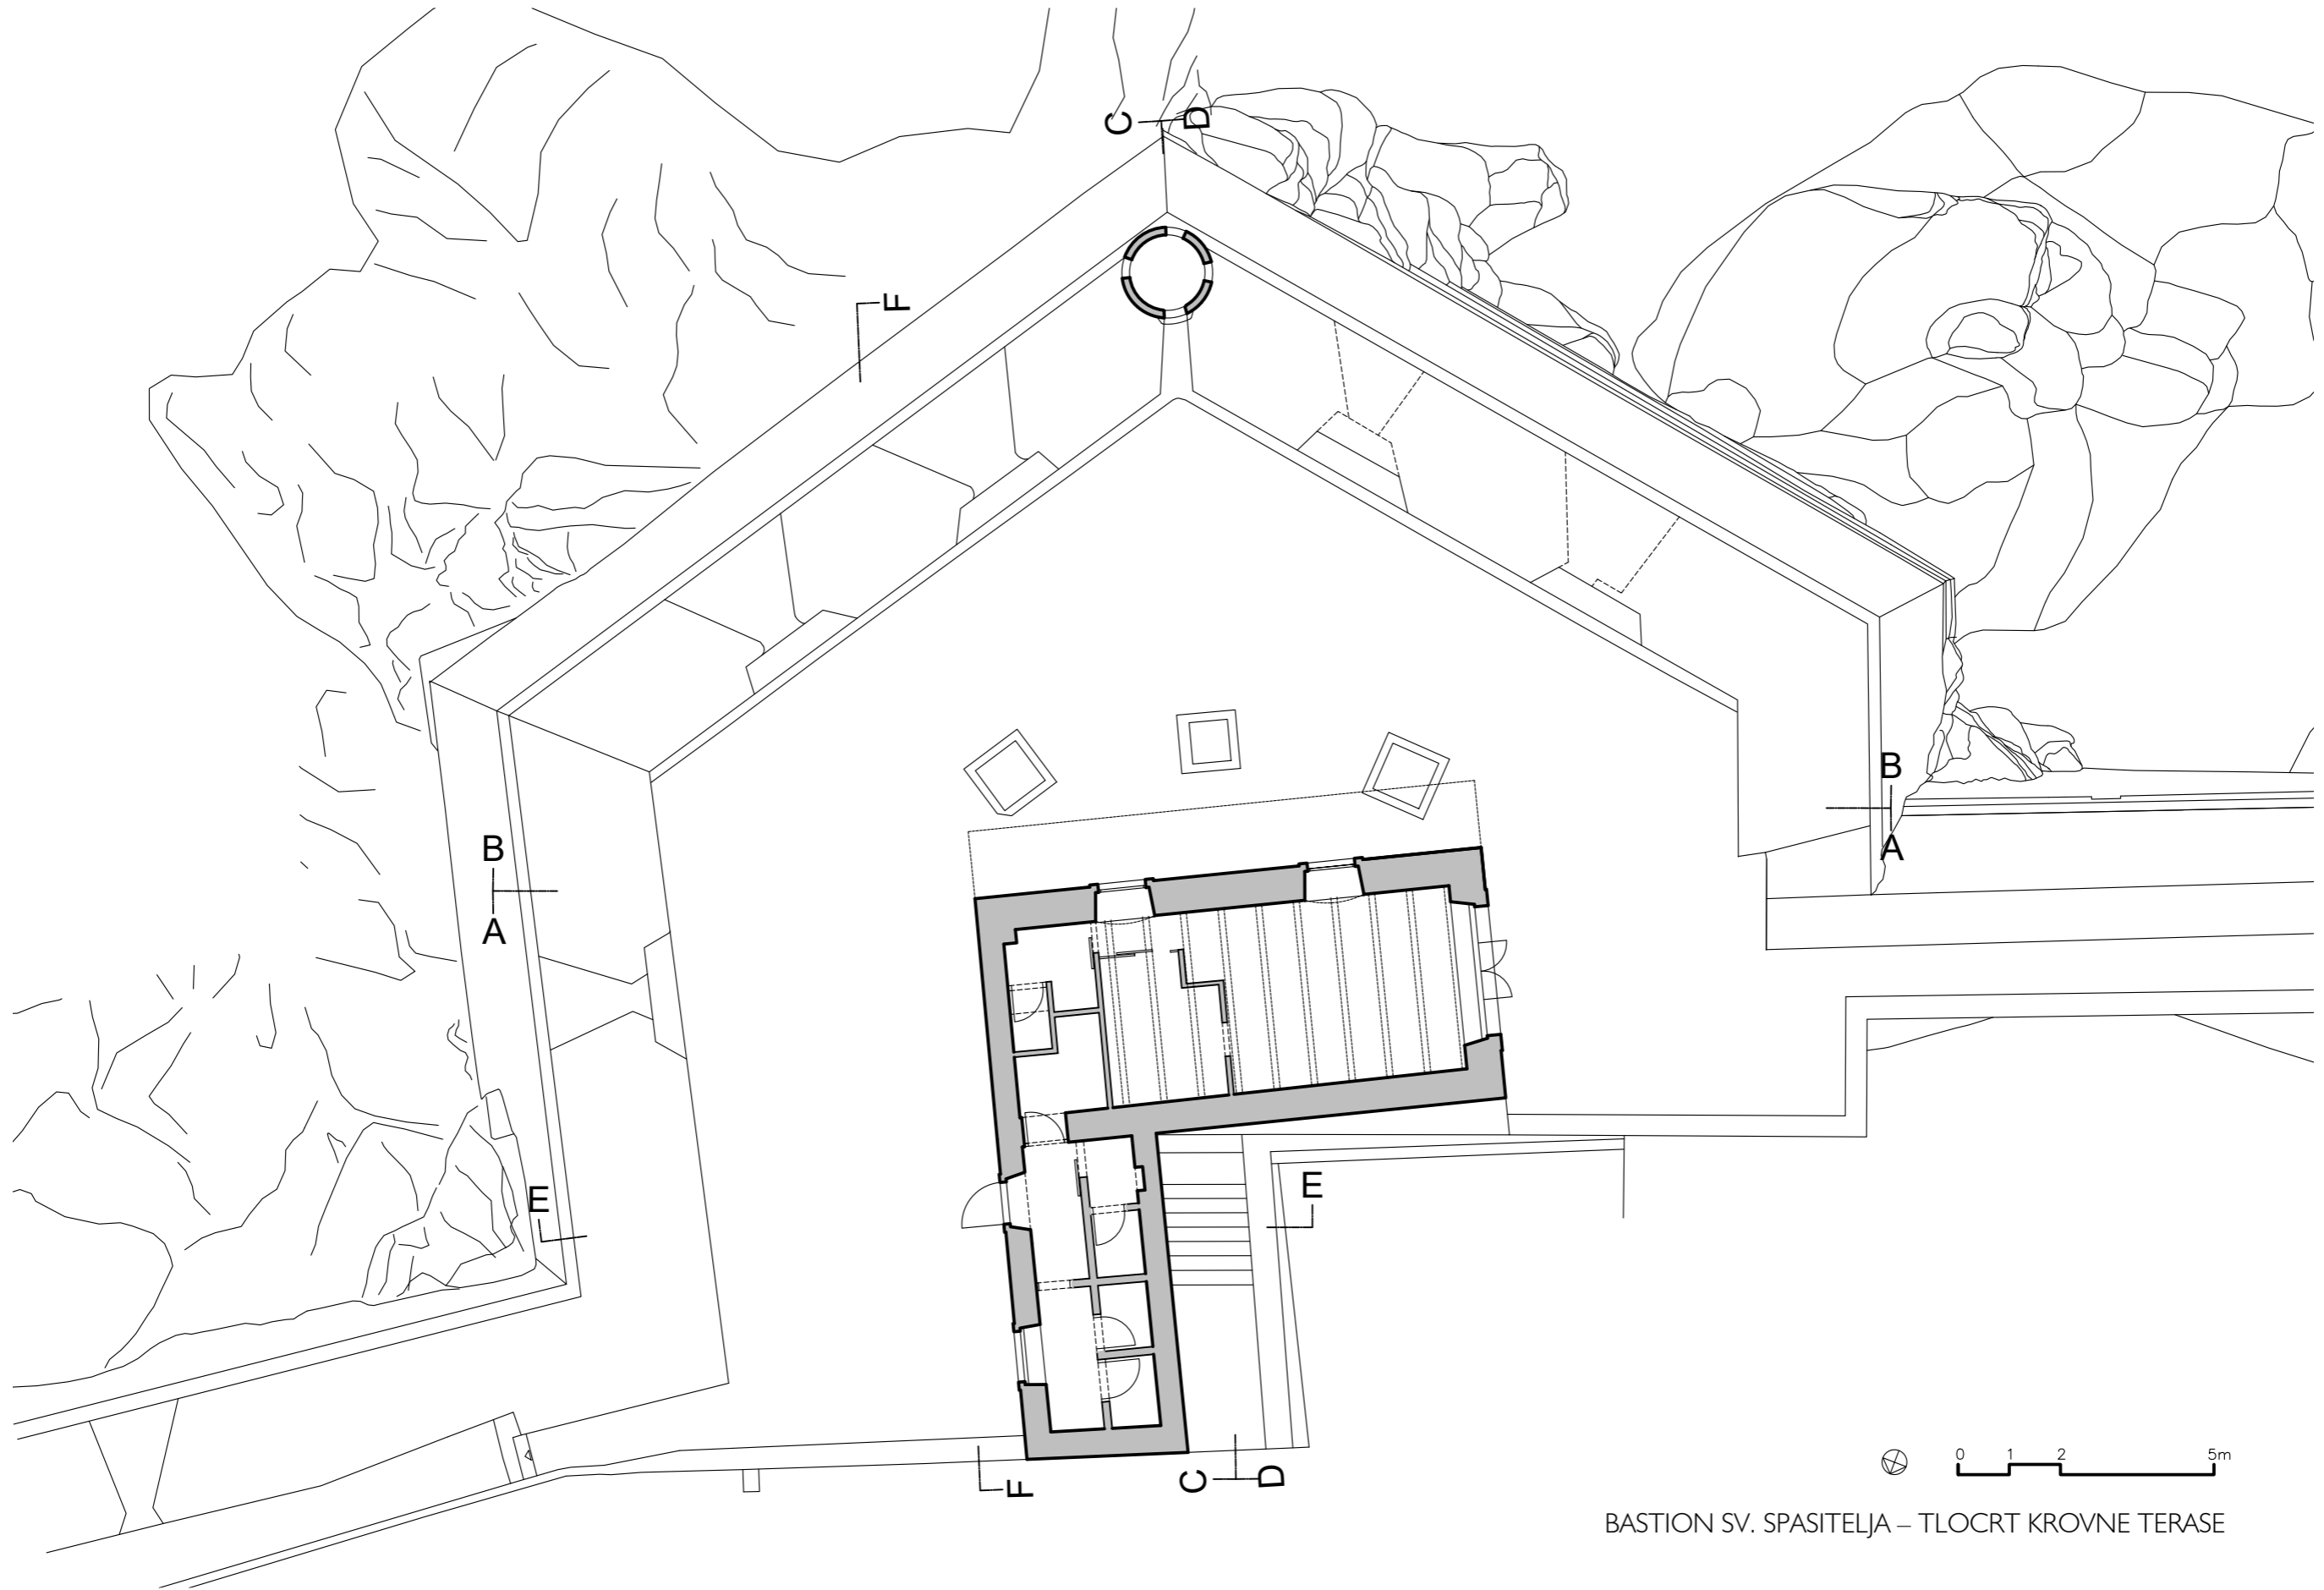 C D
F
B
B
A
A
E
E
F
C D
0 1 2 5m
BASTION SV. SPASITELJA – TLOCRT KROVNE TERASE